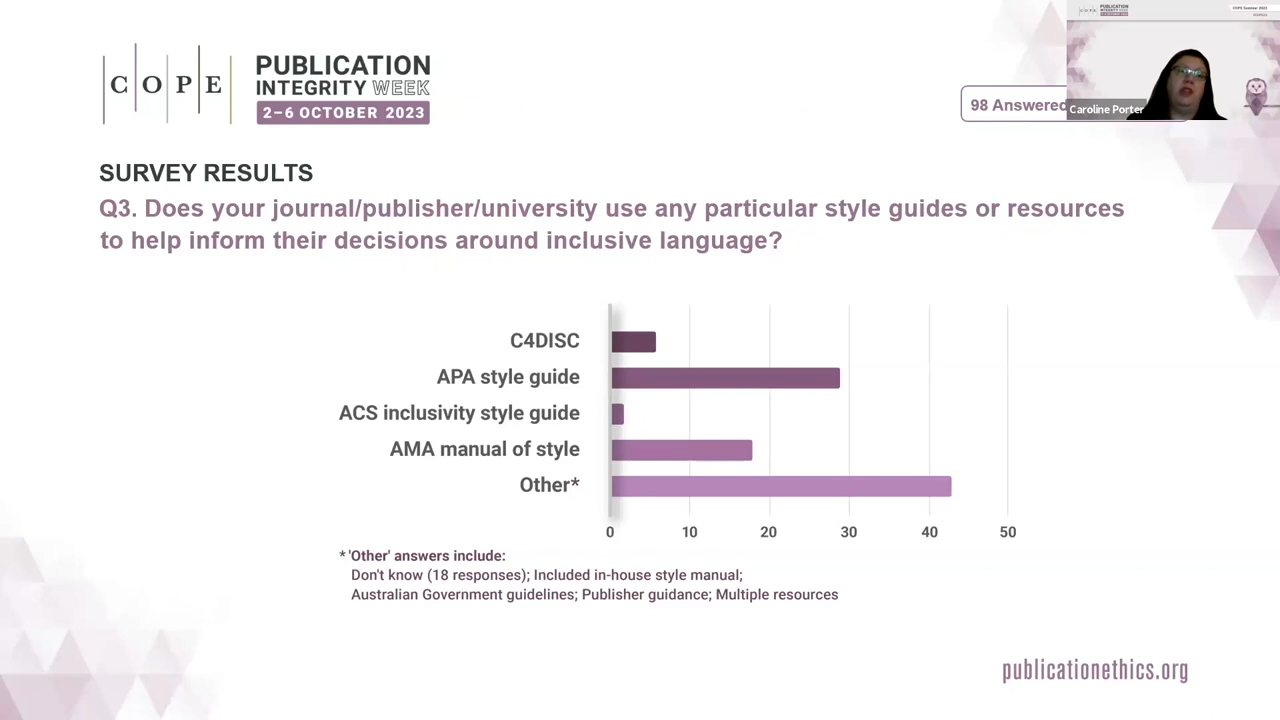 COPE
PUBLICATION
INTEGRITY WEEK
2–6 OCTOBER 2023
98 Answered
Caroline Porter
SURVEY RESULTS
Q3. Does your journal/publisher/university use any particular style guides or resources
to help inform their decisions around inclusive language?
C4DISC
APA style guide
ACS inclusivity style guide
AMA manual of style
Other*
0 10 20 30 40 50
* 'Other' answers include:
Don't know (18 responses); Included in-house style manual;
Australian Government guidelines; Publisher guidance; Multiple resources
publicationethics.org